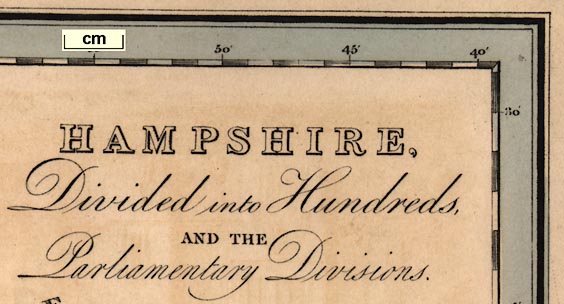 cm
50' 45' 40'
30'
HAMPSHIRE,
Divided into Hundreds,
AND THE
Parliamentary Divisions.